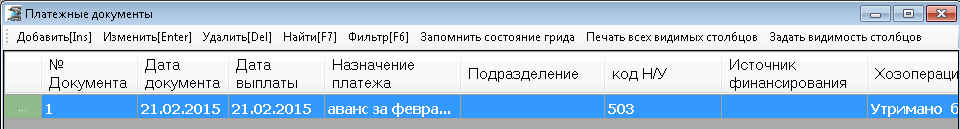 Платежные документы
Добавить[Ins] Изменить[Enter] Удалить[Del] Найти[F7] Фильтр[F6] Запомнить состояние грида Печать всех видимых столбцов Задать видимость столбцов
№ Документа Дата документа Дата выплаты Назначение платежа Подразделение код Н/У Источник финансирования Хозопераци
... 1 21.02.2015 21.02.2015 аванс за февра... 503 Утримано б